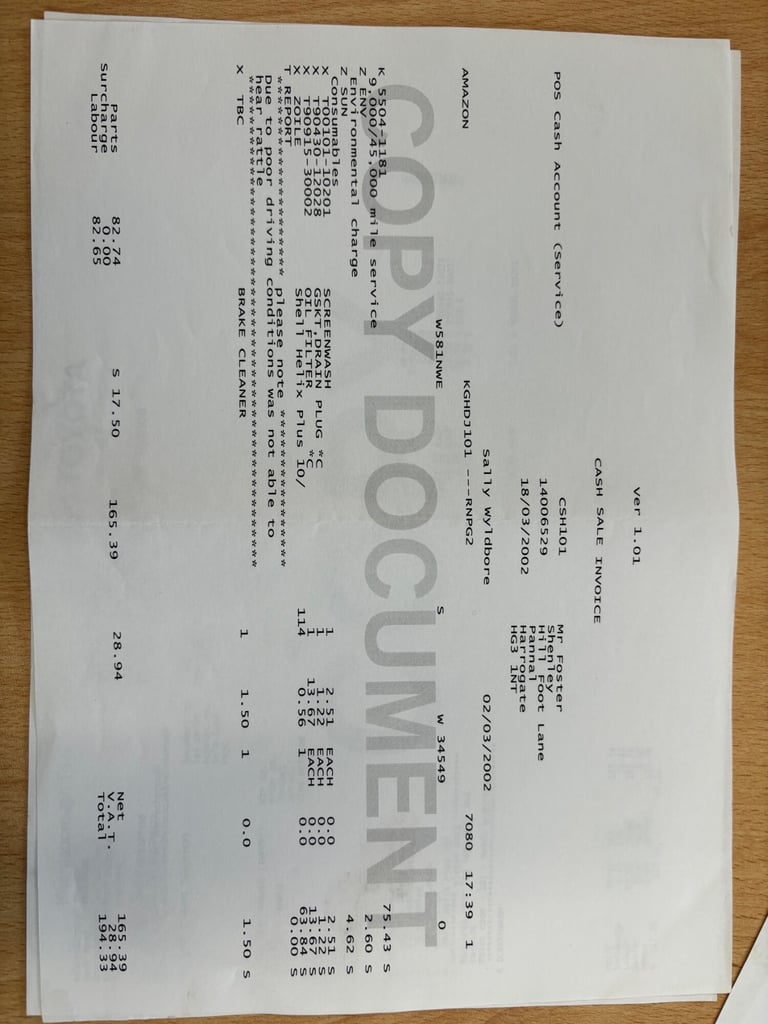 Ver 1.01
CASH SALE INVOICE
POS Cash Account (Service) CSH101 Mr Foster
Shenley
14006529 Hill Foot Lane
Pannal
18/03/2002 Harrogate
HG3 1NT
Sally Wyldbore 02/03/2002
AMAZON KGHDJ101 ---RNPG2 7080 17:39 1
W581NWE S W 34549 0
COPY DOCUMENT
K 5504-1181 75.43 S
9,000/45,000 mile service
Z ENV 2.60 S
Environmental charge
Z SUN 4.62 S
Consumables
X T00101-10201 SCREENWASH 1 2.51 EACH 0.0 2.51 S
X T90430-12028 GSKT,DRAIN PLUG *C 1 1.22 EACH 0.0 1.22 S
X T90915-30002 OIL FILTER *C 1 13.67 EACH 0.0 13.67 S
X ZOILE Shell Helix Plus 10/ 114 0.56 1 0.0 63.84 S
T REPORT 0.00 S
********************** please note **********************
Due to poor driving conditions was not able to
hear rattle
********************************************************
X TBC BRAKE CLEANER 1 1.50 1 0.0 1.50 S
Parts 82.74 S 17.50 165.39 28.94 Net 165.39
Surcharge 0.00 V.A.T. 28.94
Labour 82.65 Total 194.33